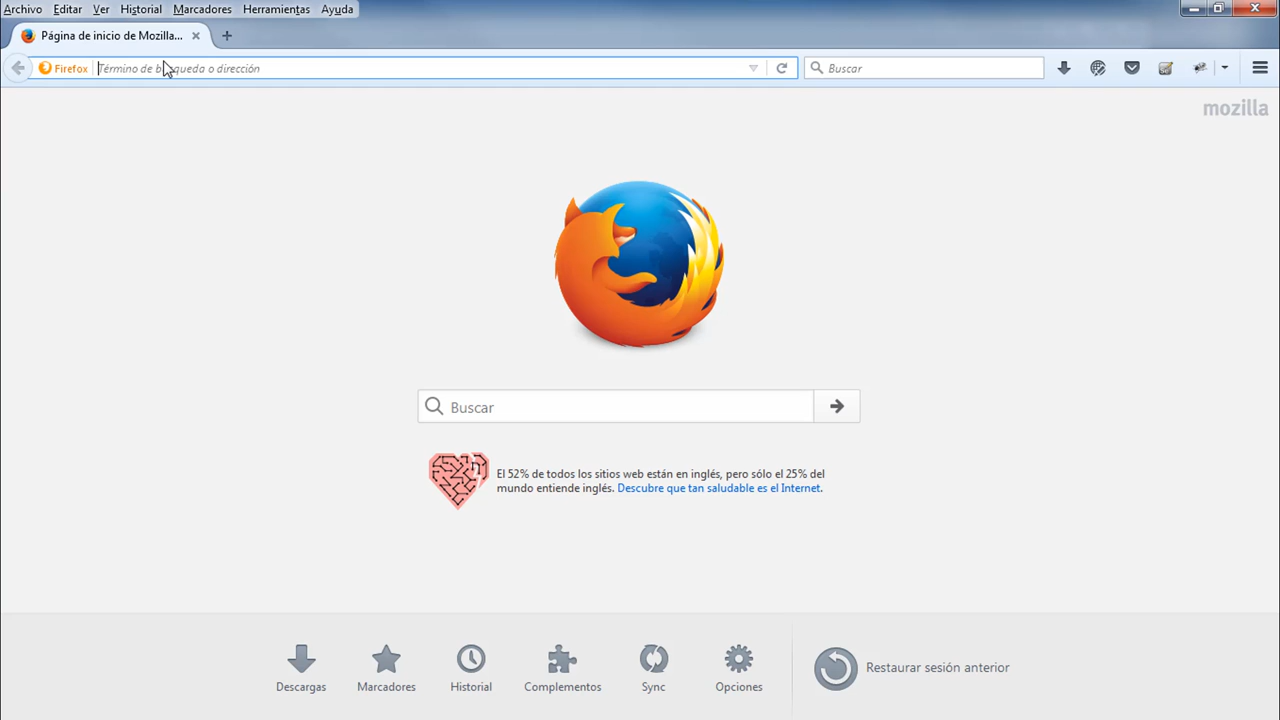 Archivo Editar Ver Historial Marcadores Herramientas Ayuda
Página de inicio de Mozilla...
Firefox Término de búsqueda o dirección
Buscar
mozilla
Buscar
El 52% de todos los sitios web están en inglés, pero sólo el 25% del
mundo entiende inglés. Descubre que tan saludable es el Internet.
Descargas Marcadores Historial Complementos Sync Opciones
Restaurar sesión anterior